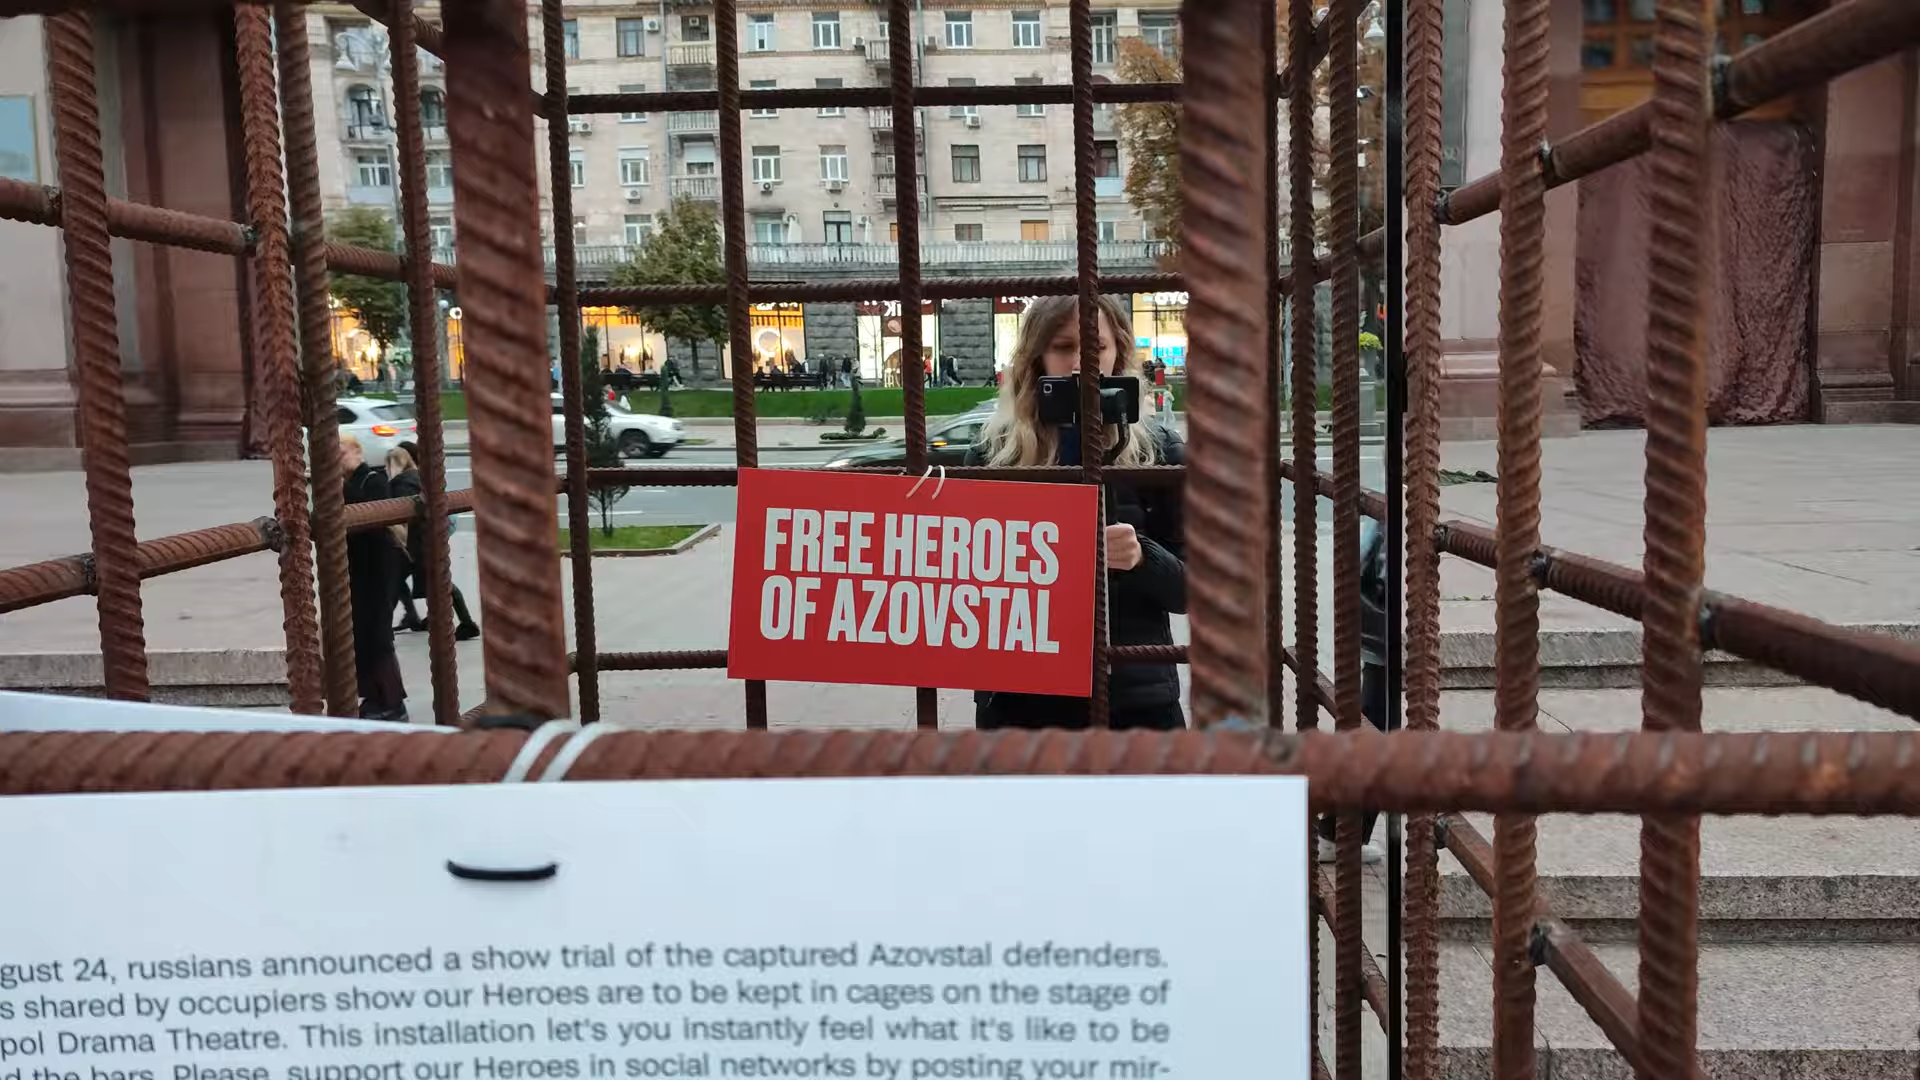 FREE HEROES
OF AZOVSTAL
gust 24, russians announced a show trial of the captured Azovstal defenders.
s shared by occupiers show our Heroes are to be kept in cages on the stage of
pol Drama Theatre. This installation let's you instantly feel what it's like to be
d the bars. Please, support our Heroes in social networks by posting your mir-